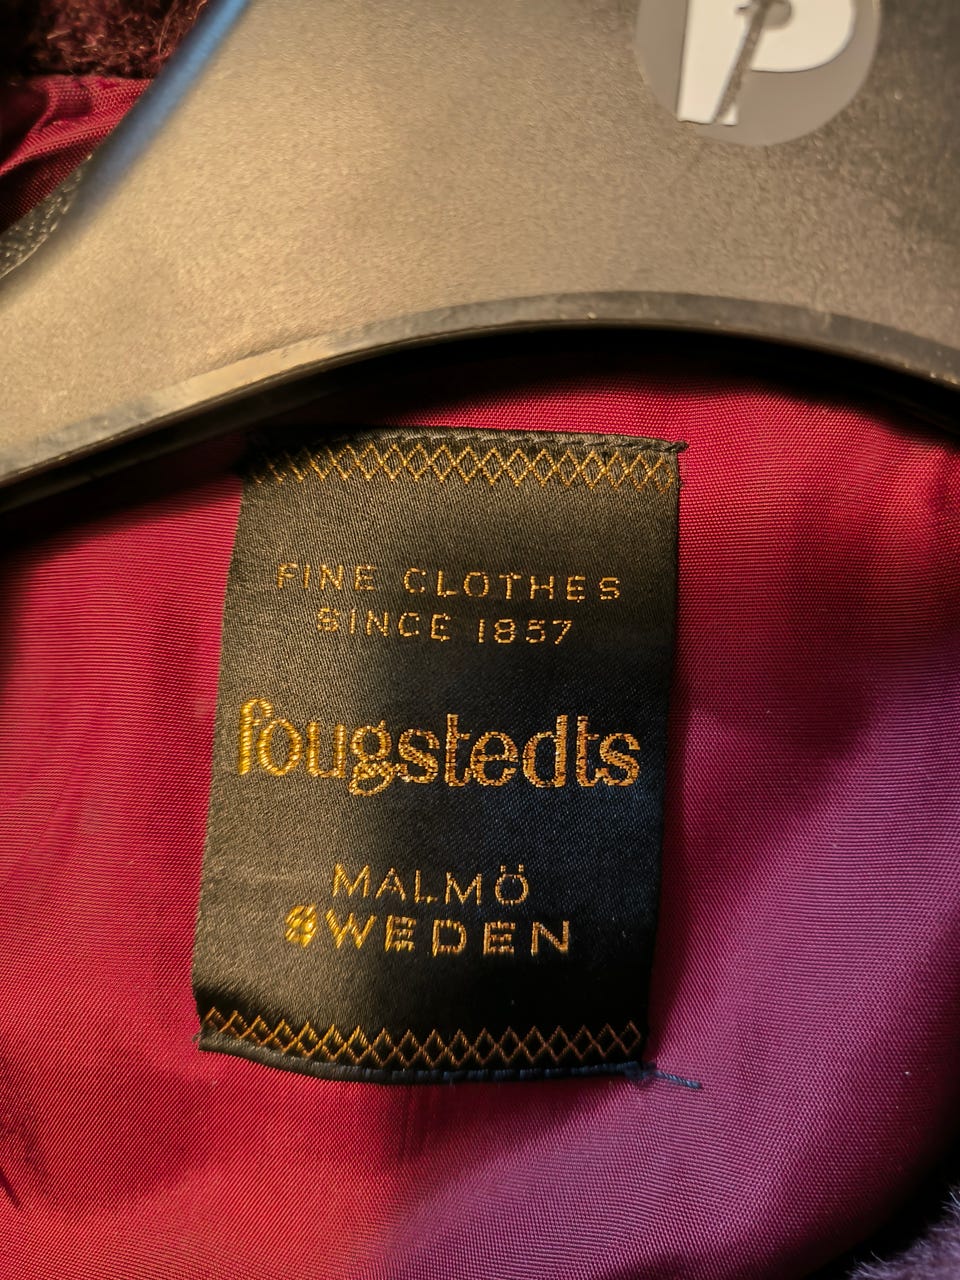 P
FINE CLOTHES
SINCE 1857
fougstedts
MALMÖ
SWEDEN